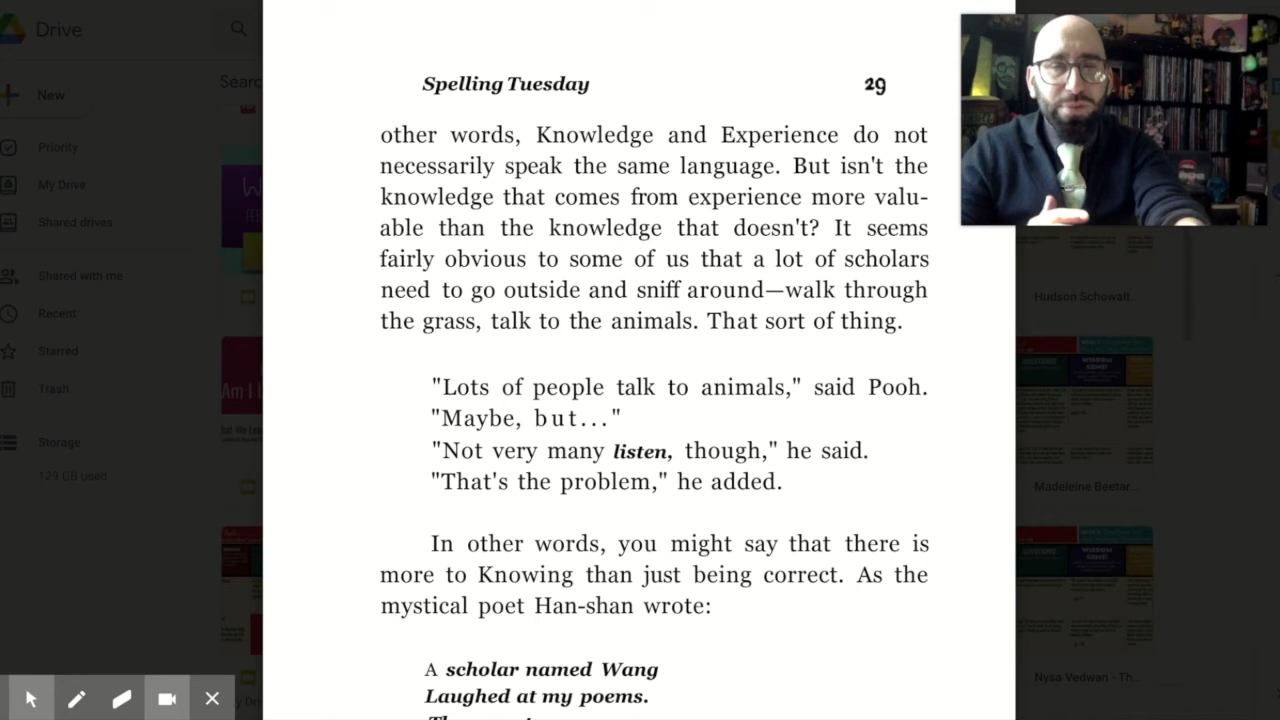 Drive
New
Priority
My Drive
Shared drives
Shared with me
Recent
Starred
Trash
Storage
129 GB used
Searc
Am I I
Spelling Tuesday 29
other words, Knowledge and Experience do not
necessarily speak the same language. But isn't the
knowledge that comes from experience more valu-
able than the knowledge that doesn't? It seems
fairly obvious to some of us that a lot of scholars
need to go outside and sniff around—walk through
the grass, talk to the animals. That sort of thing.
"Lots of people talk to animals," said Pooh.
"Maybe, but..."
"Not very many listen, though," he said.
"That's the problem," he added.
In other words, you might say that there is
more to Knowing than just being correct. As the
mystical poet Han-shan wrote:
A scholar named Wang
Laughed at my poems.
Hudson Schowalt...
Madeleine Beetar...
Nysa Vedwan - Th...